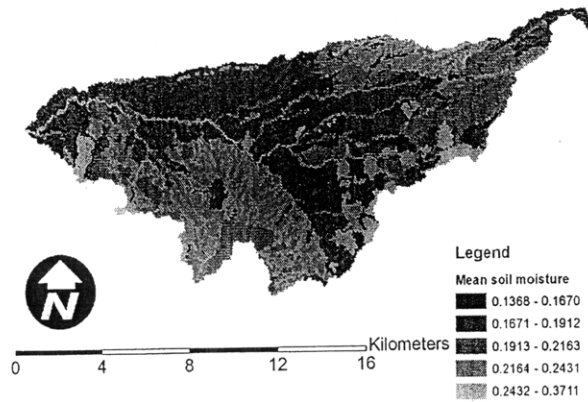 N
Kilometers
0 4 8 12 16
Legend
Mean soil moisture
0.1368 - 0.1670
0.1671 - 0.1912
0.1913 - 0.2163
0.2164 - 0.2431
0.2432 - 0.3711